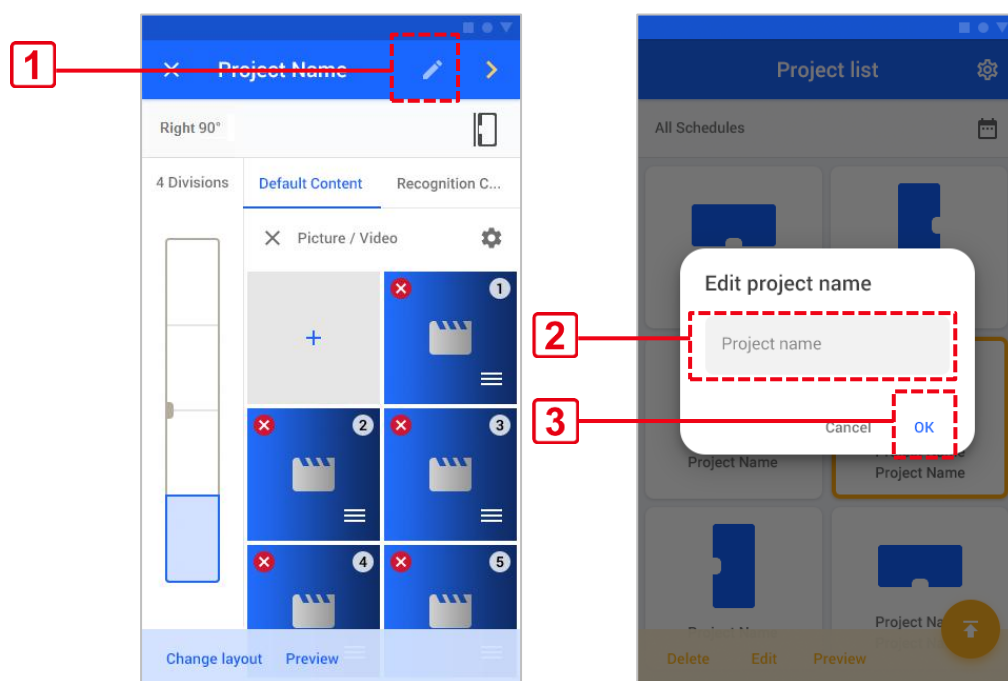 1
Project Name
Right 90°
4 Divisions
Default Content
Recognition C...
Picture / Video
1
2
3
4
5
Change layout
Preview
Project list
All Schedules
Edit project name
2
Project name
3
Cancel
OK
Project Name
Project Name
Project Na
Delete
Edit
Preview